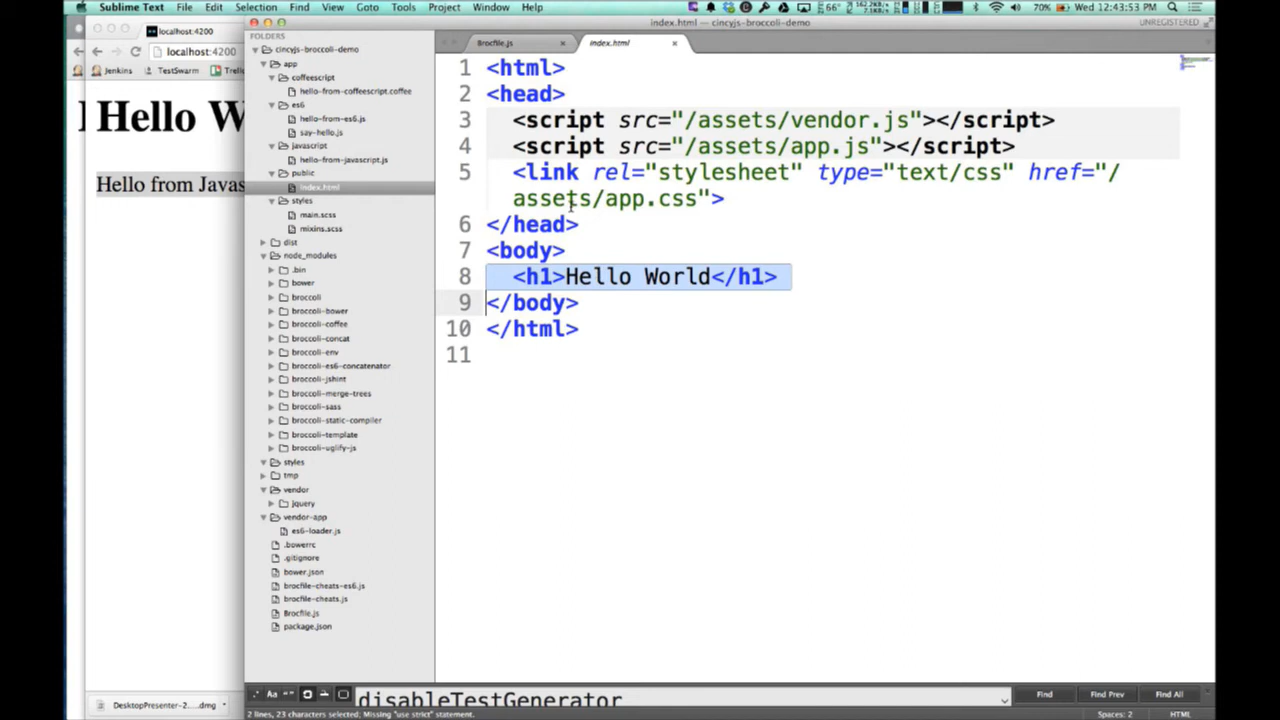 Sublime Text File Edit Selection Find View Goto Tools Project Window Help
66° 162.2KB/s 7.1KB/s 70% Wed 12:43:53 PM
index.html — cincyjs-broccoli-demo
UNREGISTERED
localhost:4200
localhost:4200
Jenkins TestSwarm Trello
Hello W
Hello from Javas
DesktopPresenter-2....dmg
FOLDERS
cincyjs-broccoli-demo
app
coffeescript
hello-from-coffeescript.coffee
es6
hello-from-es6.js
say-hello.js
javascript
hello-from-javascript.js
public
index.html
styles
main.scss
mixins.scss
dist
node_modules
.bin
bower
broccoli
broccoli-bower
broccoli-coffee
broccoli-concat
broccoli-env
broccoli-es6-concatenator
broccoli-jshint
broccoli-merge-trees
broccoli-sass
broccoli-static-compiler
broccoli-template
broccoli-uglify-js
styles
tmp
vendor
jquery
vendor-app
es6-loader.js
.bowerrc
.gitignore
bower.json
brocfile-cheats-es6.js
brocfile-cheats.js
Brocfile.js
package.json
Brocfile.js
index.html
1 <html>
2 <head>
3 <script src="/assets/vendor.js"></script>
4 <script src="/assets/app.js"></script>
5 <link rel="stylesheet" type="text/css" href="/
assets/app.css">
6 </head>
7 <body>
8 <h1>Hello World</h1>
9 </body>
10 </html>
11
.* Aa “” disableTestGenerator Find Find Prev Find All
2 lines, 23 characters selected; Missing "use strict" statement. Spaces: 2 HTML